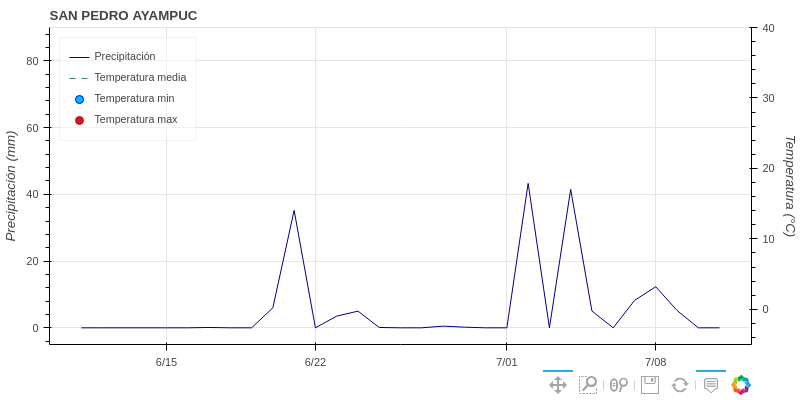 SAN PEDRO AYAMPUC
Precipitación
Temperatura media
Temperatura min
Temperatura max
Precipitación (mm)
80
60
40
20
0
Temperatura (°C)
40
30
20
10
0
6/15 6/22 7/01 7/08